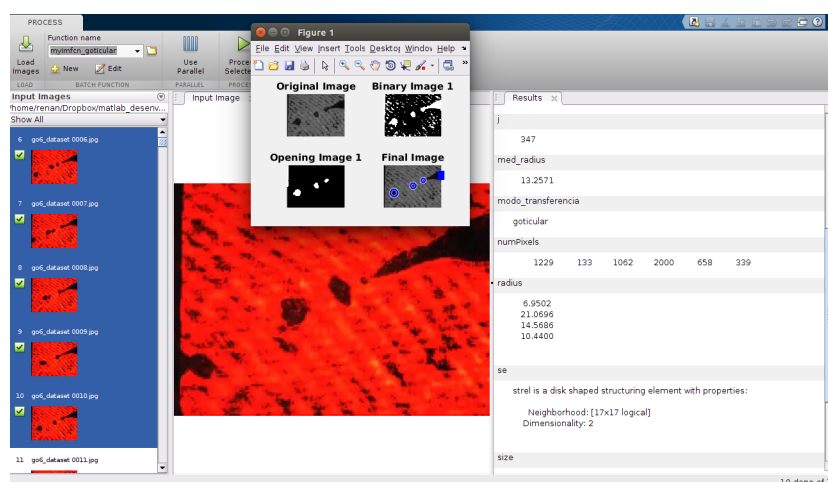 PROCESS
Function name
myimfcn_goticular
Load
Images
New
Edit
Use
Parallel
LOAD
BATCH FUNCTION
PARALLEL
Figure 1
File Edit View Insert Tools Desktop Window Help
Original Image
Binary Image 1
Opening Image 1
Final Image
Input Images
/home/renan/Dropbox/matlab_desenv...
Show All
6 go6_dataset 0006.jpg
7 go6_dataset 0007.jpg
8 go6_dataset 0008.jpg
9 go6_dataset 0009.jpg
10 go6_dataset 0010.jpg
11 go6_dataset 0011.jpg
Input Image
Results
j
347
med_radius
13.2571
modo_transferencia
goticular
numPixels
1229 133 1062 2000 658 339
radius
6.9502
21.0696
14.5686
10.4400
se
strel is a disk shaped structuring element with properties:
Neighborhood: [17x17 logical]
Dimensionality: 2
size